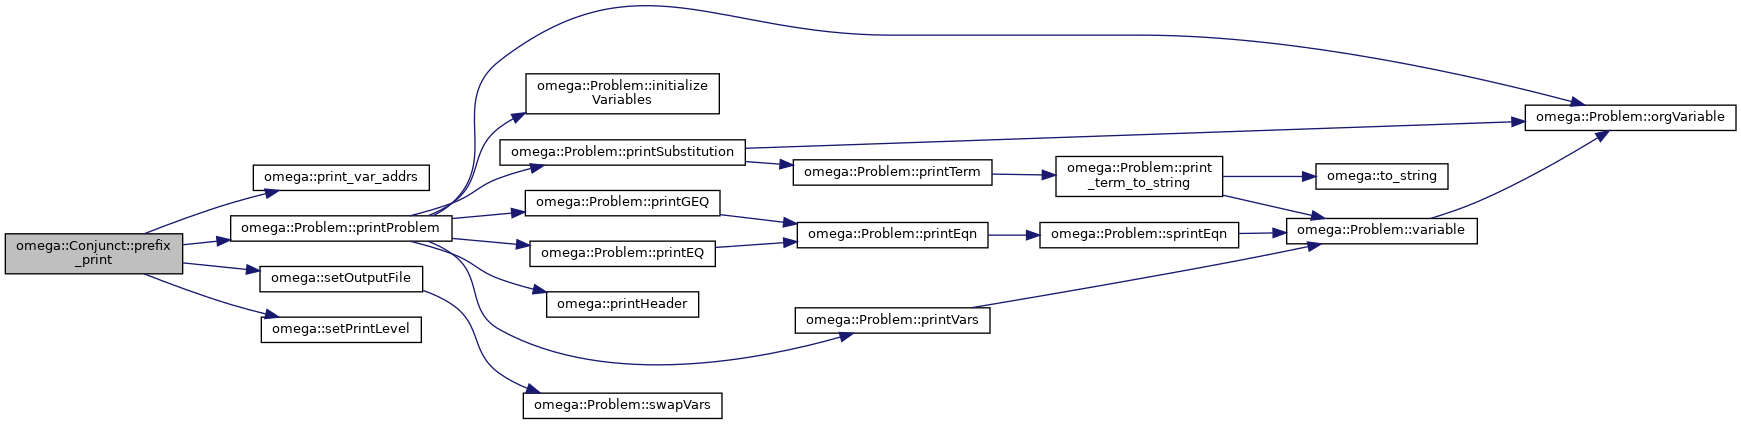 omega::Conjunct::prefix
_print
omega::print_var_addrs
omega::Problem::printProblem
omega::setOutputFile
omega::setPrintLevel
omega::Problem::initialize
Variables
omega::Problem::printSubstitution
omega::Problem::printGEQ
omega::Problem::printEQ
omega::printHeader
omega::Problem::swapVars
omega::Problem::printTerm
omega::Problem::printEqn
omega::Problem::printVars
omega::Problem::print
_term_to_string
omega::Problem::sprintEqn
omega::to_string
omega::Problem::variable
omega::Problem::orgVariable